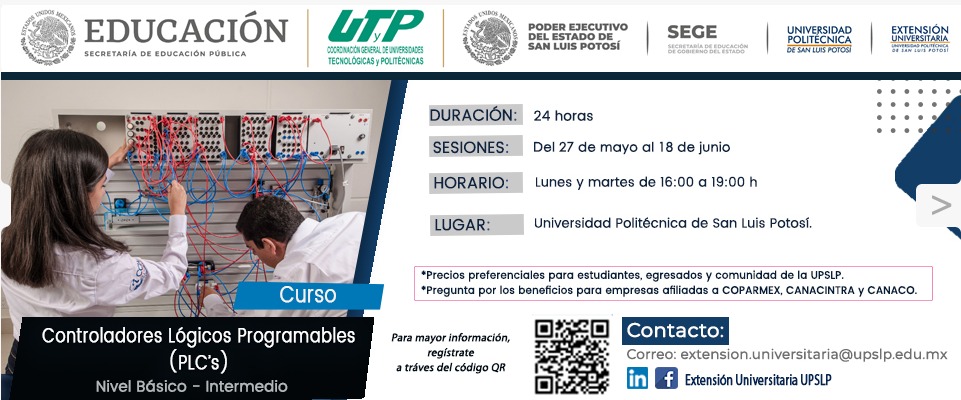 EDUCACIÓN
SECRETARÍA DE EDUCACIÓN PÚBLICA
ESTADOS UNIDOS MEXICANOS
UTyP
COORDINACIÓN GENERAL DE UNIVERSIDADES
TECNOLÓGICAS y POLITÉCNICAS
ESTADOS UNIDOS MEXICANOS
PODER EJECUTIVO
DEL ESTADO DE
SAN LUIS POTOSÍ
SEGE
SECRETARÍA DE EDUCACIÓN
DE GOBIERNO DEL ESTADO
UNIVERSIDAD
POLITÉCNICA
DE SAN LUIS POTOSÍ
EXTENSIÓN
UNIVERSITARIA
UNIVERSIDAD POLITÉCNICA
DE SAN LUIS POTOSÍ
DURACIÓN: 24 horas
SESIONES: Del 27 de mayo al 18 de junio
HORARIO: Lunes y martes de 16:00 a 19:00 h
LUGAR: Universidad Politécnica de San Luis Potosí.
*Precios preferenciales para estudiantes, egresados y comunidad de la UPSLP.
*Pregunta por los beneficios para empresas afiliadas a COPARMEX, CANACINTRA y CANACO.
Curso
Controladores Lógicos Programables
(PLC's)
Nivel Básico - Intermedio
Para mayor información,
regístrate
a tráves del código QR
Contacto:
Correo: extension.universitaria@upslp.edu.mx
Extensión Universitaria UPSLP